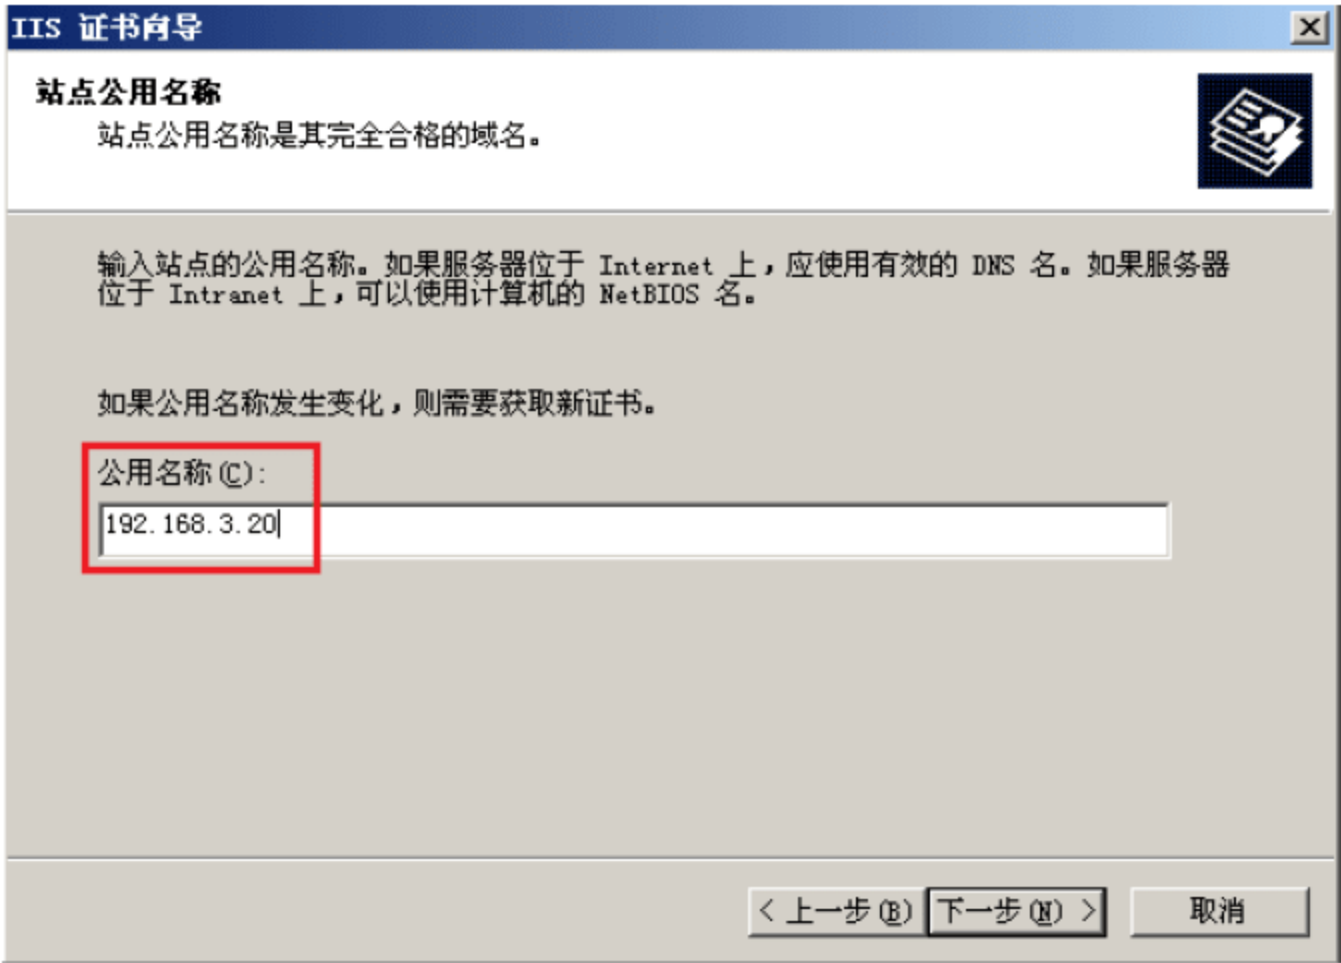 IIS 证书向导
站点公用名称
站点公用名称是其完全合格的域名。
输入站点的公用名称。如果服务器位于 Internet 上，应使用有效的 DNS 名。如果服务器
位于 Intranet 上，可以使用计算机的 NetBIOS 名。
如果公用名称发生变化，则需要获取新证书。
公用名称(C):
192.168.3.20
< 上一步(B) 下一步(N) > 取消